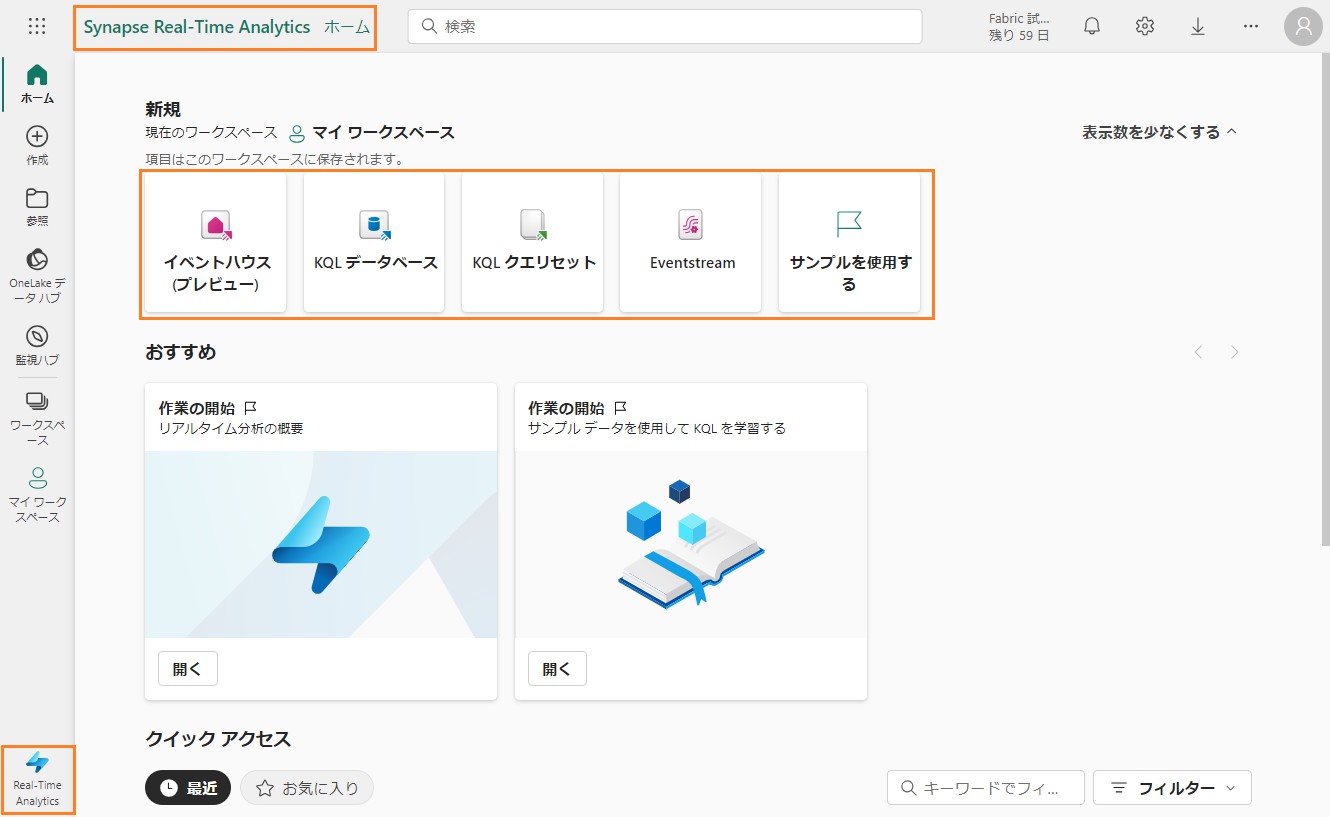 Synapse Real-Time Analytics ホーム
検索
Fabric 試...
残り 59 日
ホーム
作成
参照
OneLake デ
ータ ハブ
監視ハブ
ワークスペ
ース
マイ ワーク
スペース
Real-Time
Analytics
新規
現在のワークスペース マイ ワークスペース
表示数を少なくする
項目はこのワークスペースに保存されます。
イベントハウス
(プレビュー)
KQL データベース
KQL クエリセット
Eventstream
サンプルを使用す
る
おすすめ
作業の開始
リアルタイム分析の概要
開く
作業の開始
サンプル データを使用して KQL を学習する
開く
クイック アクセス
最近
お気に入り
キーワードでフィ...
フィルター